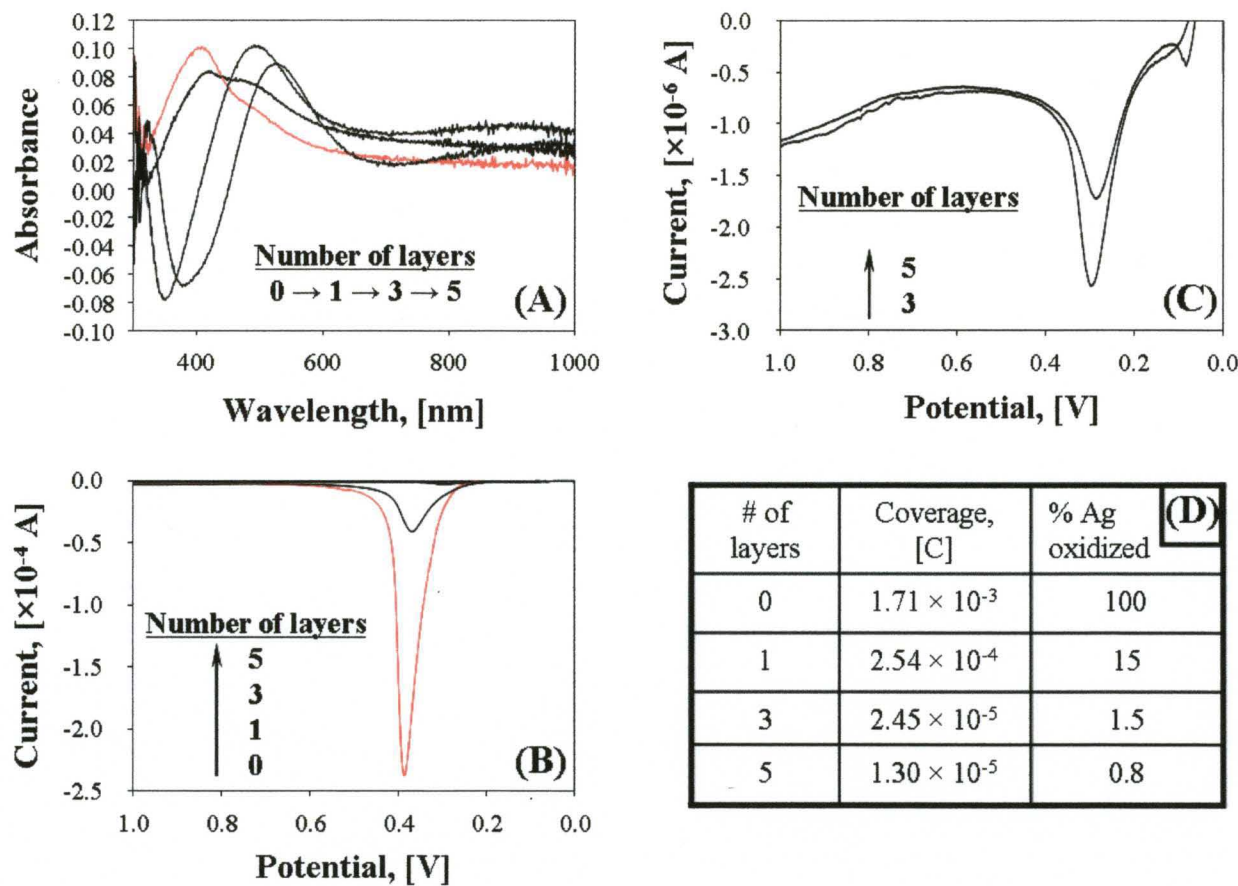 0.12
0.10
0.08
0.06
0.04
0.02
0.00
-0.02
-0.04
-0.06
-0.08
-0.10
Absorbance
Number of layers
0 → 1 → 3 → 5
(A)
400 600 800 1000
Wavelength, [nm]
0.0
-0.5
-1.0
-1.5
-2.0
-2.5
-3.0
Current, [×10⁻⁶ A]
Number of layers
5
3
(C)
1.0 0.8 0.6 0.4 0.2 0.0
Potential, [V]
0.0
-0.5
-1.0
-1.5
-2.0
-2.5
Current, [×10⁻⁴ A]
Number of layers
5
3
1
0
(B)
1.0 0.8 0.6 0.4 0.2 0.0
Potential, [V]
(D)
# of layers Coverage, [C] % Ag oxidized
0 1.71 × 10⁻³ 100
1 2.54 × 10⁻⁴ 15
3 2.45 × 10⁻⁵ 1.5
5 1.30 × 10⁻⁵ 0.8